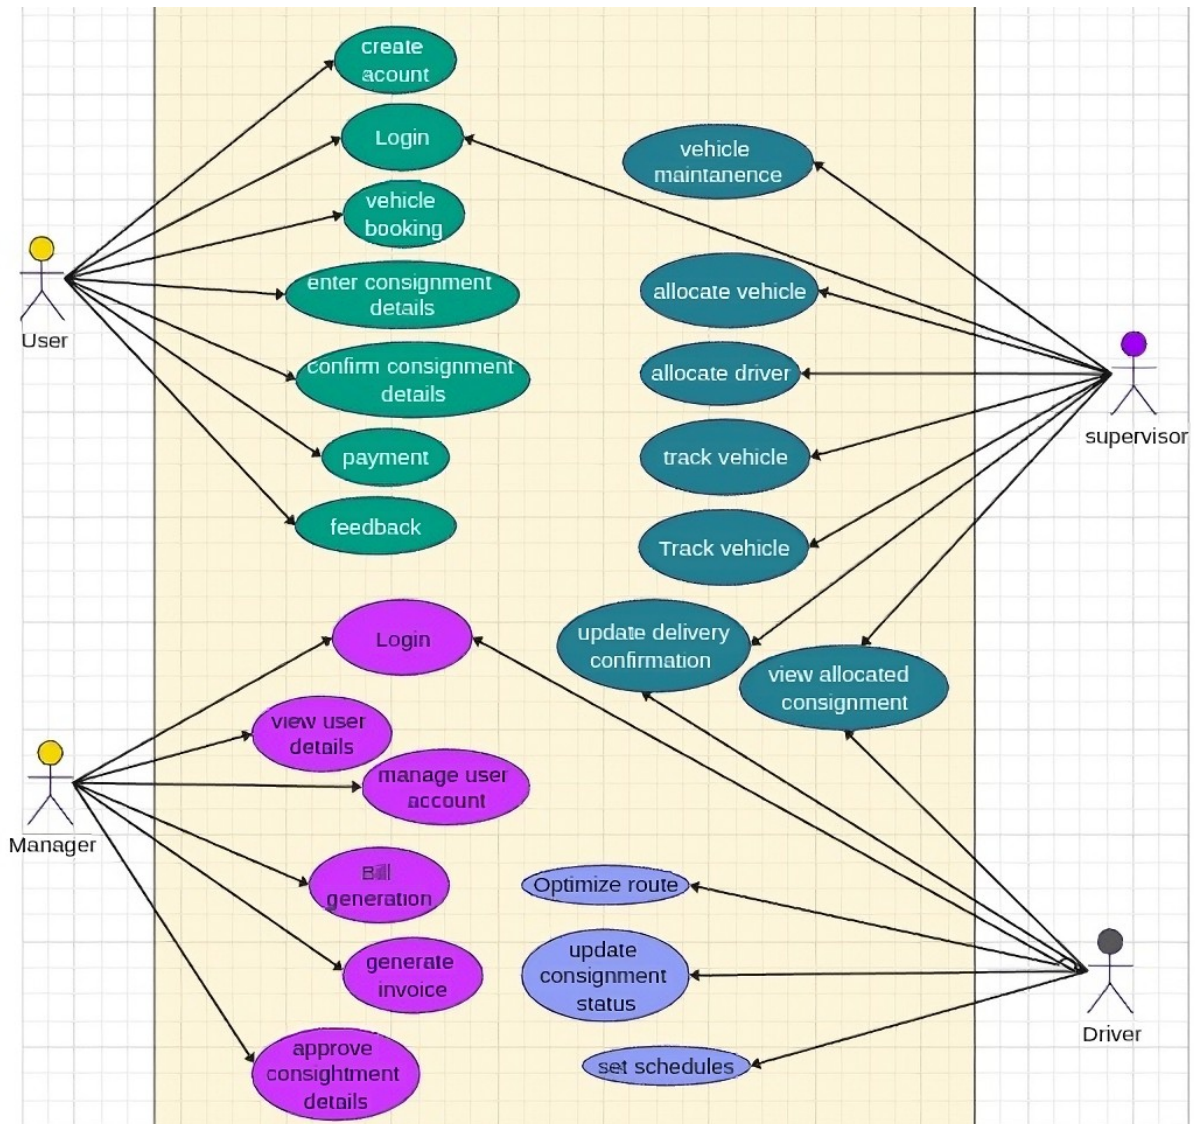 create
acount
Login
vehicle
booking
enter consignment
details
confirm consignment
details
payment
feedback
User
vehicle
maintanence
allocate vehicle
allocate driver
track vehicle
Track vehicle
update delivery
confirmation
view allocated
consignment
supervisor
Login
view user
details
manage user
account
Bill
generation
generate
invoice
approve
consightment
details
Manager
Optimize route
update
consignment
status
set schedules
Driver